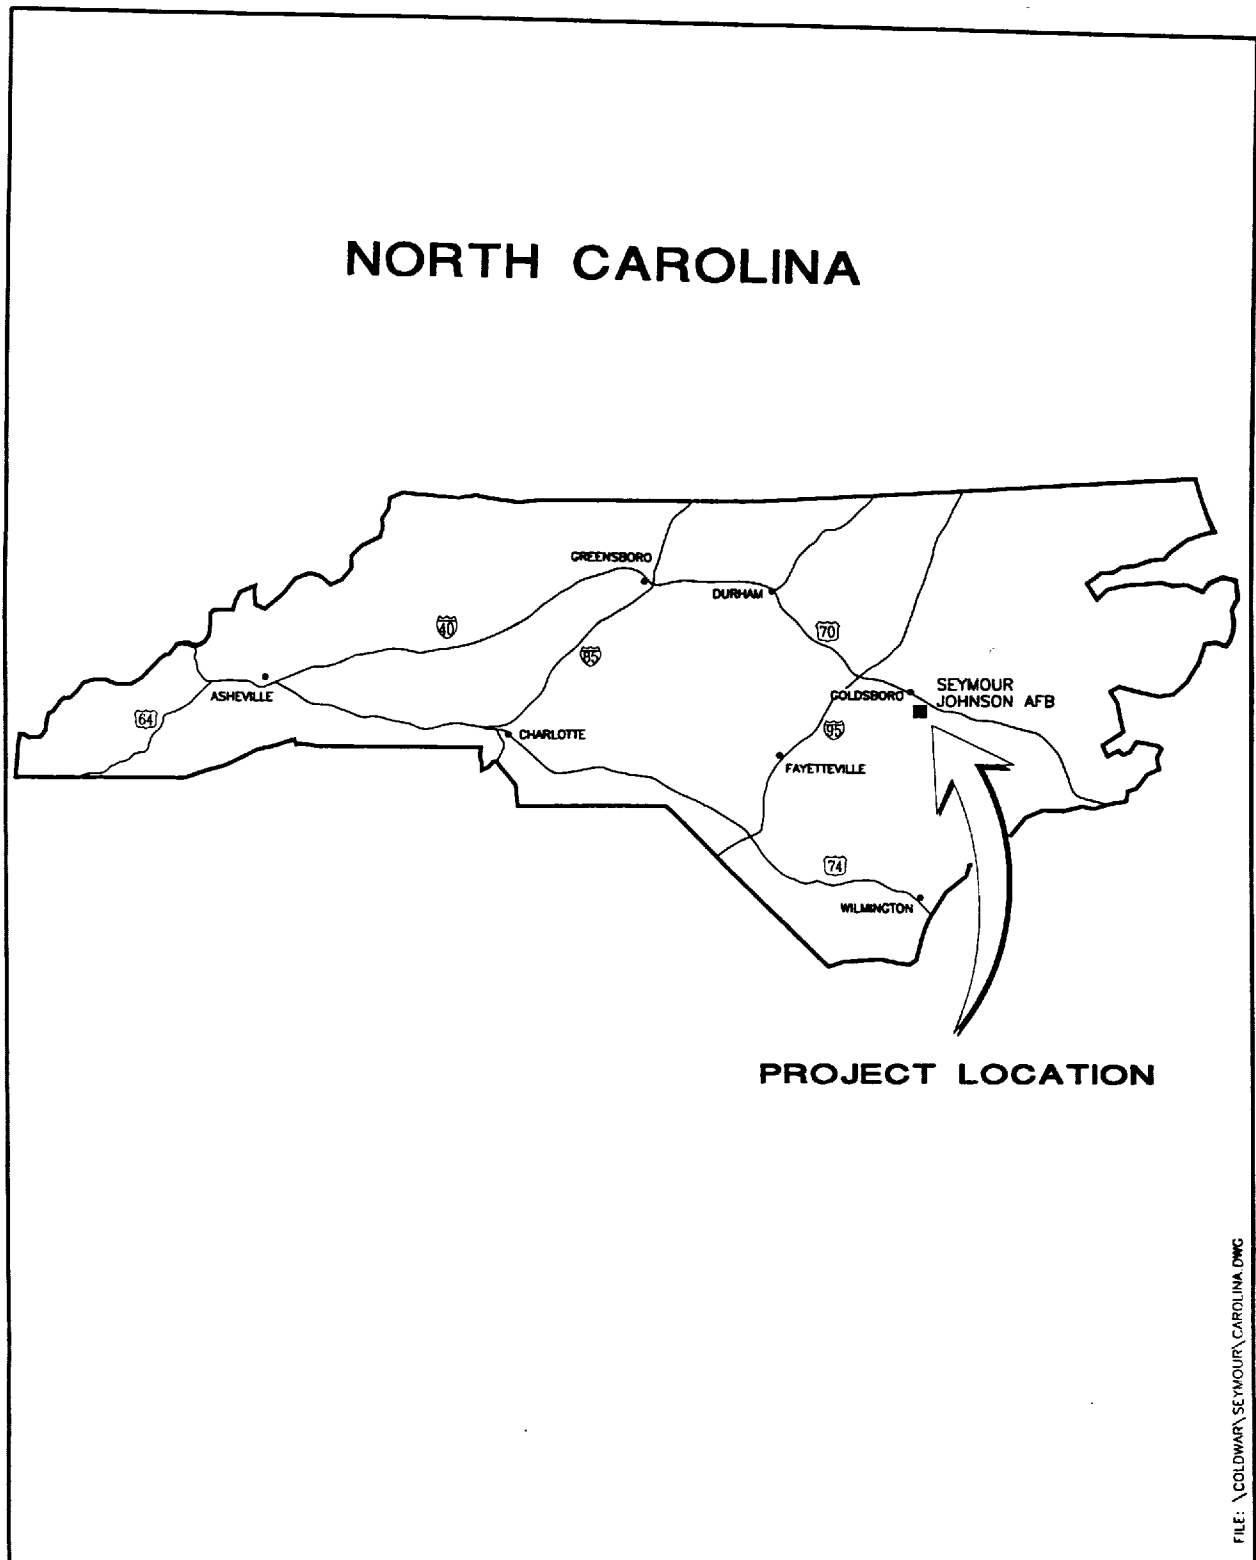 NORTH CAROLINA
GREENSBORO
DURHAM
40
70
85
SEYMOUR
JOHNSON AFB
GOLDSBORO
ASHEVILLE
64
CHARLOTTE
95
FAYETTEVILLE
74
WILMINGTON
PROJECT LOCATION
FILE: \COLDWAR\SEYMOUR\CAROLINA.DWG